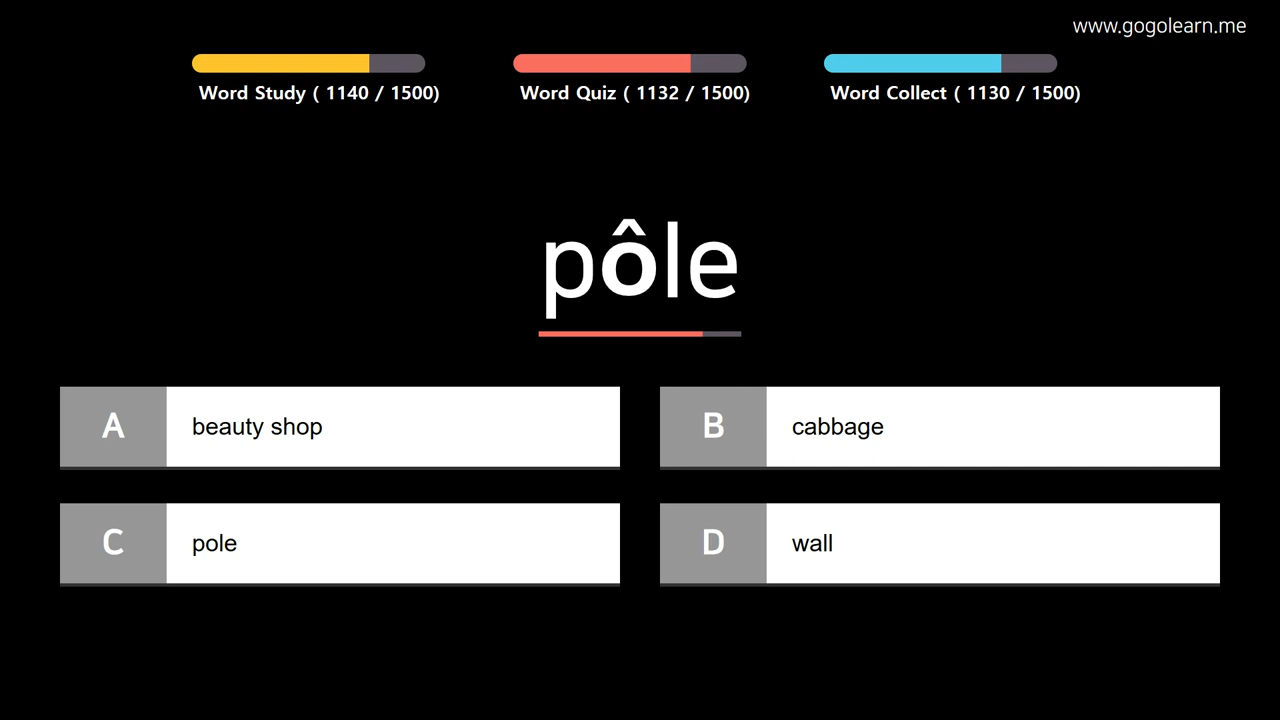 www.gogolearn.me
Word Study ( 1140 / 1500)
Word Quiz ( 1132 / 1500)
Word Collect ( 1130 / 1500)
pôle
A beauty shop
B cabbage
C pole
D wall